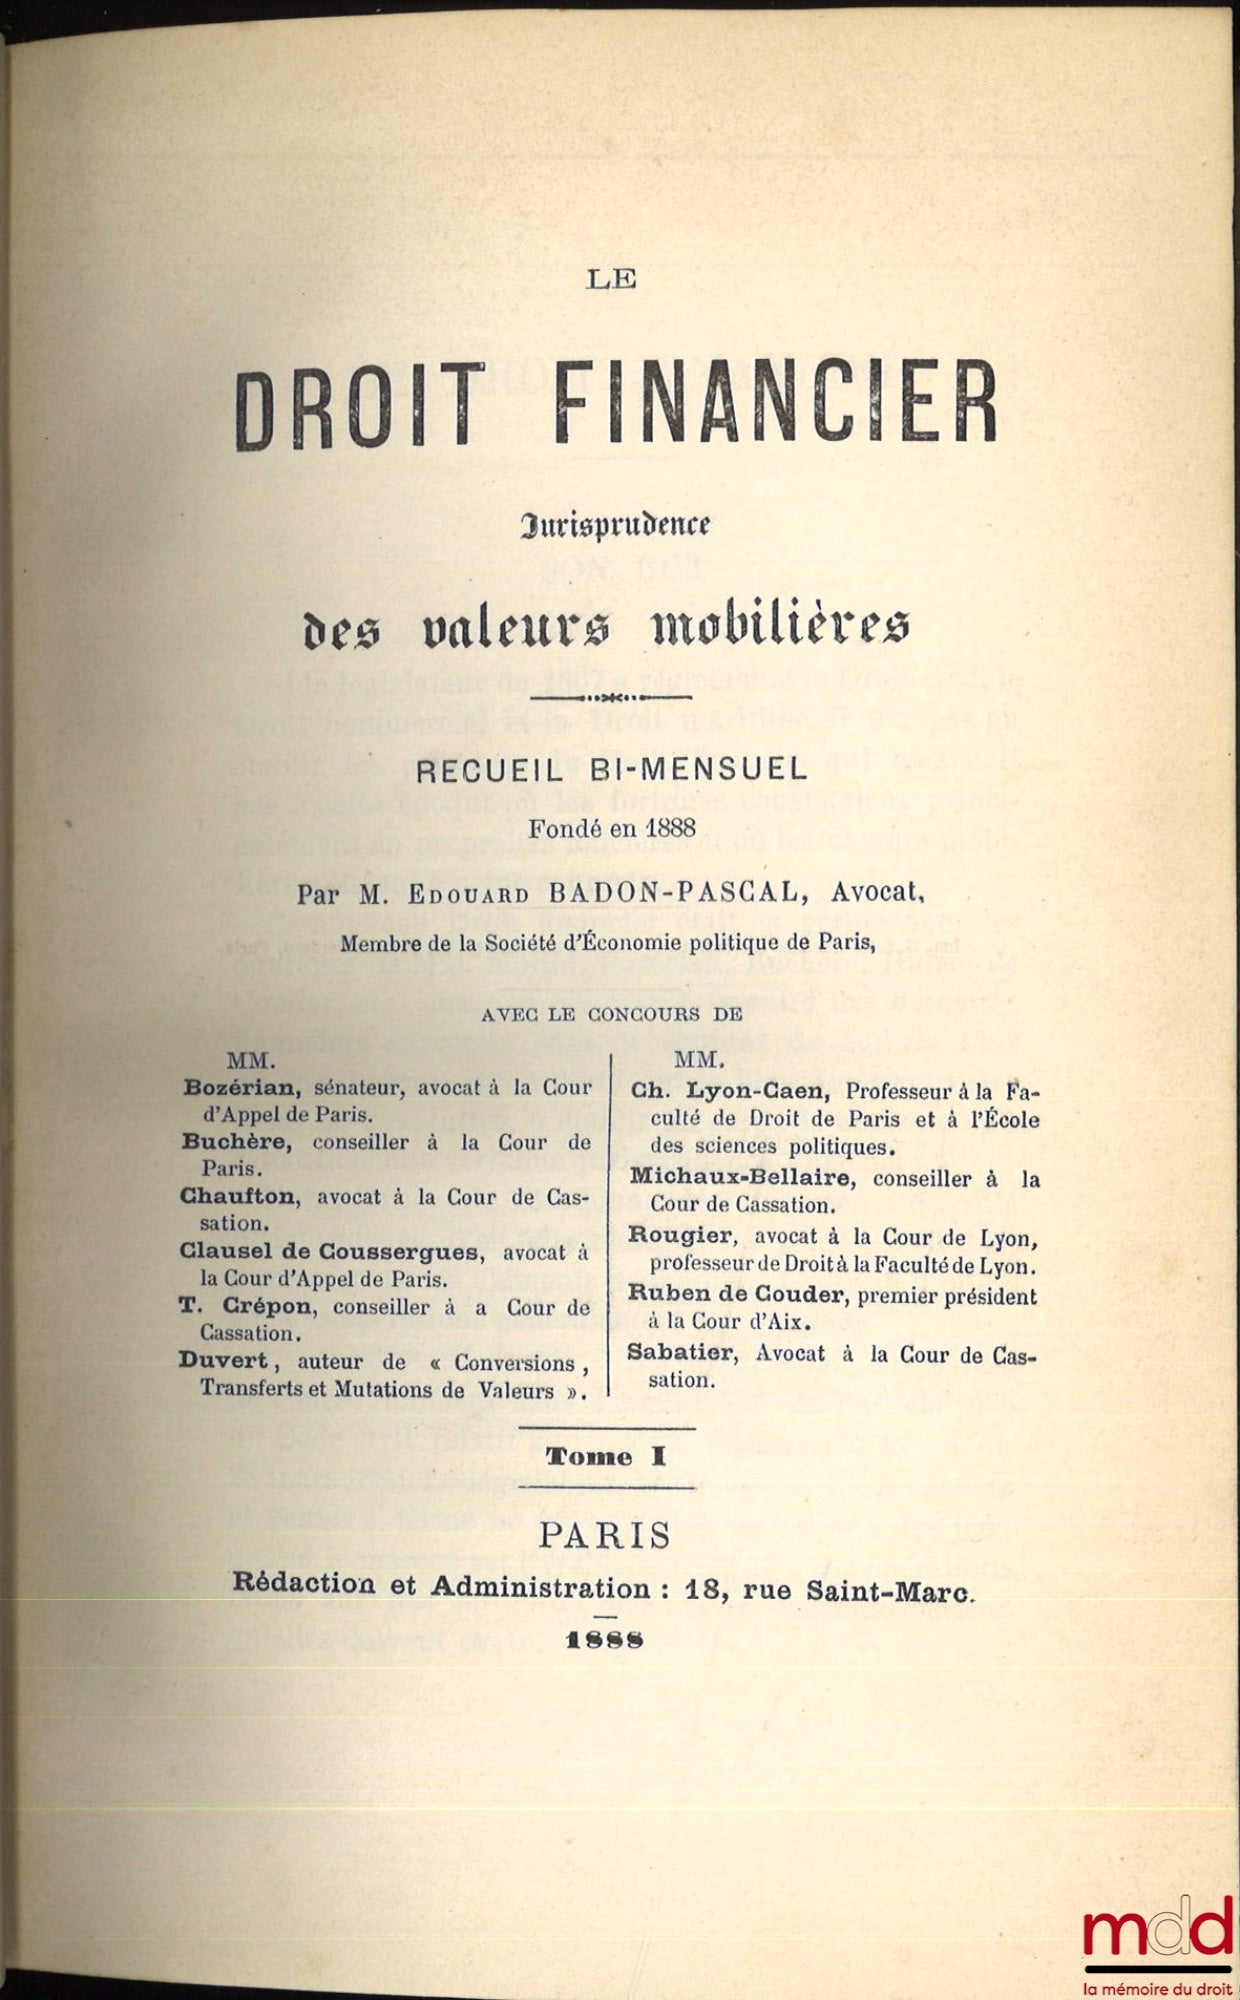 LE
DROIT FINANCIER
Jurisprudence
des valeurs mobilières
RECUEIL BI-MENSUEL
Fondé en 1888
Par M. EDOUARD BADON-PASCAL, Avocat,
Membre de la Société d'Économie politique de Paris,
AVEC LE CONCOURS DE
MM.
Bozérian, sénateur, avocat à la Cour
d'Appel de Paris.
Buchère, conseiller à la Cour de
Paris.
Chaufton, avocat à la Cour de Cas-
sation.
Clausel de Coussergues, avocat à
la Cour d'Appel de Paris.
T. Crépon, conseiller à a Cour de
Cassation.
Duvert, auteur de « Conversions,
Transferts et Mutations de Valeurs ».
MM.
Ch. Lyon-Caen, Professeur à la Fa-
culté de Droit de Paris et à l'École
des sciences politiques.
Michaux-Bellaire, conseiller à la
Cour de Cassation.
Rougier, avocat à la Cour de Lyon,
professeur de Droit à la Faculté de Lyon.
Ruben de Couder, premier président
à la Cour d'Aix.
Sabatier, Avocat à la Cour de Cas-
sation.
Tome I
PARIS
Rédaction et Administration : 18, rue Saint-Marc.
1888
mdd
la mémoire du droit